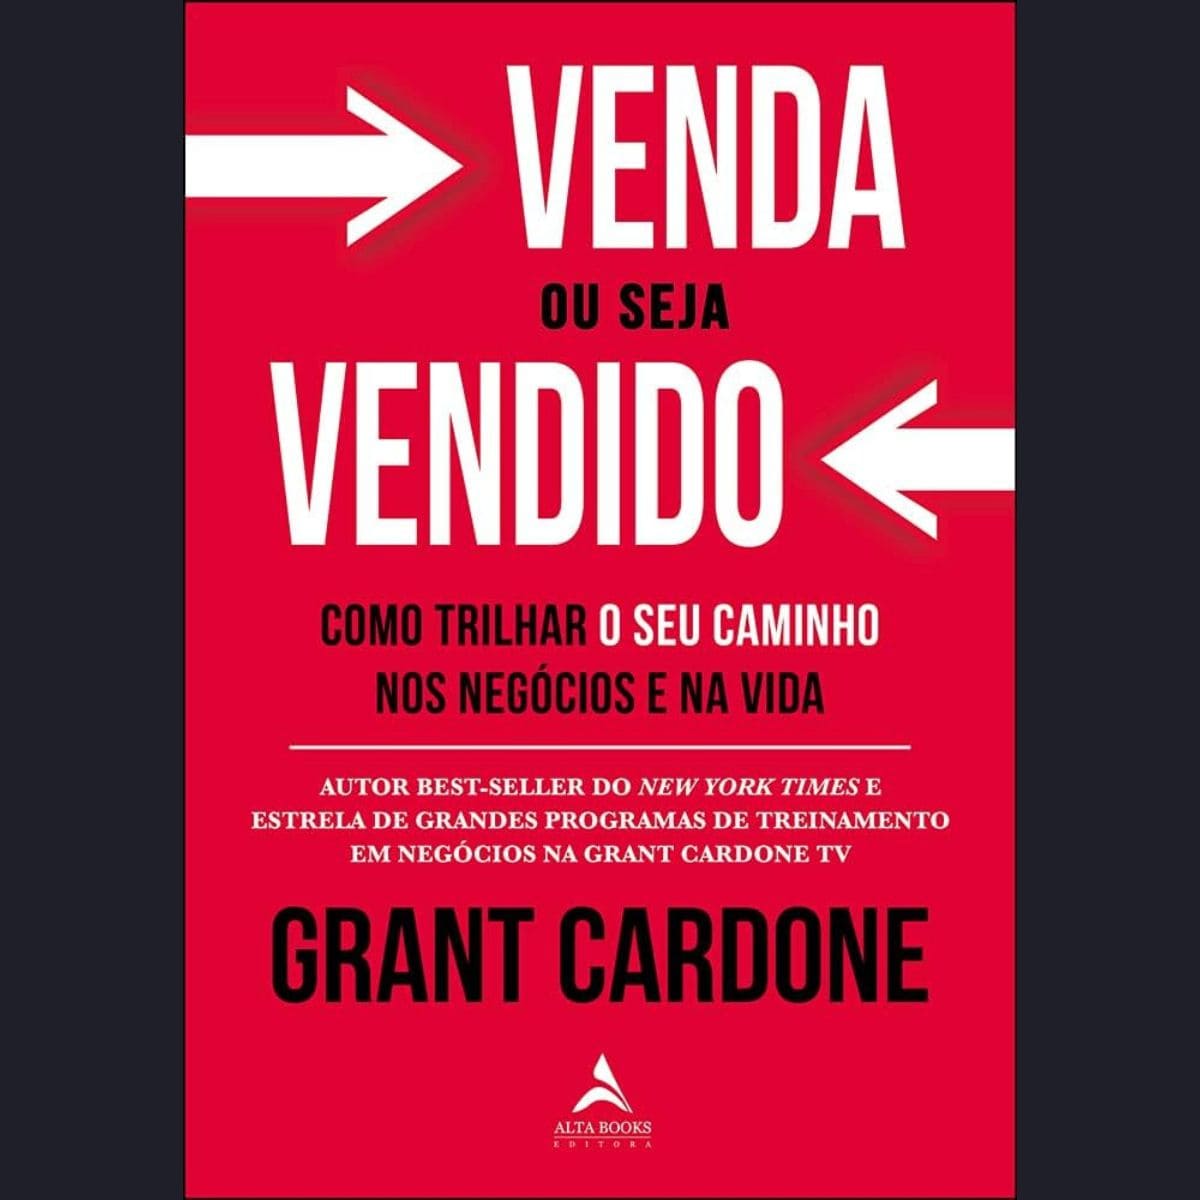 VENDA
OU SEJA
VENDIDO
COMO TRILHAR O SEU CAMINHO
NOS NEGÓCIOS E NA VIDA
AUTOR BEST-SELLER DO NEW YORK TIMES E
ESTRELA DE GRANDES PROGRAMAS DE TREINAMENTO
EM NEGÓCIOS NA GRANT CARDONE TV
GRANT CARDONE
ALTA BOOKS
EDITORA